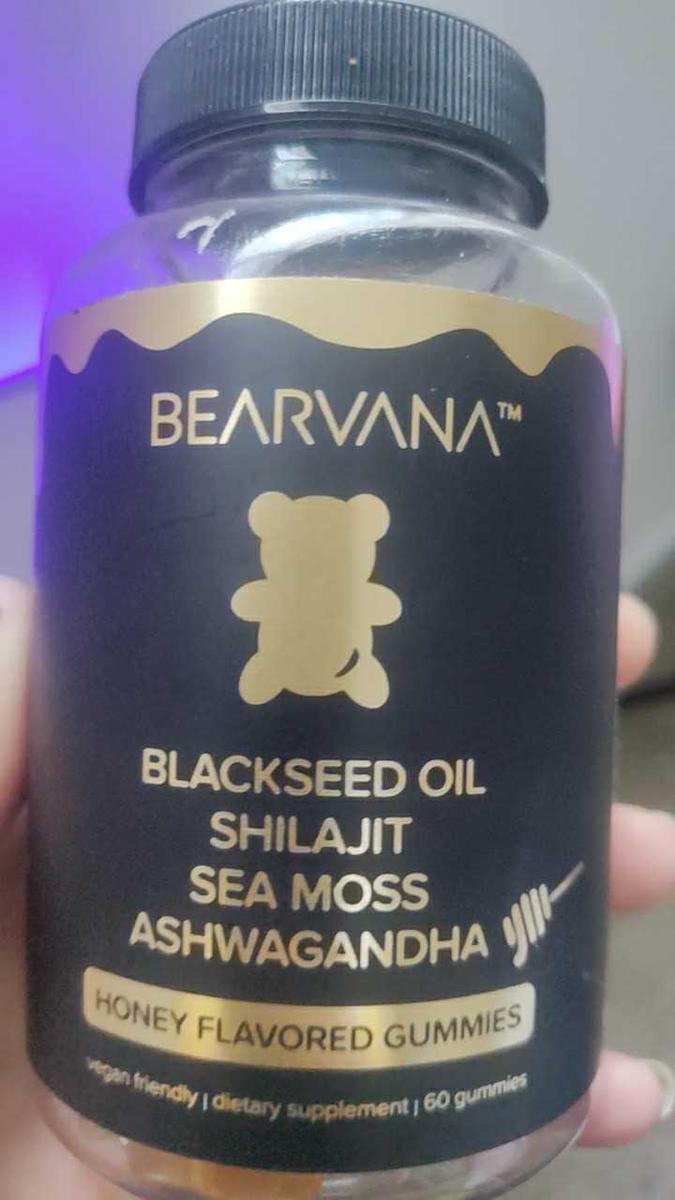 BEARVANA™
BLACKSEED OIL
SHILAJIT
SEA MOSS
ASHWAGANDHA
HONEY FLAVORED GUMMIES
vegan friendly | dietary supplement | 60 gummies